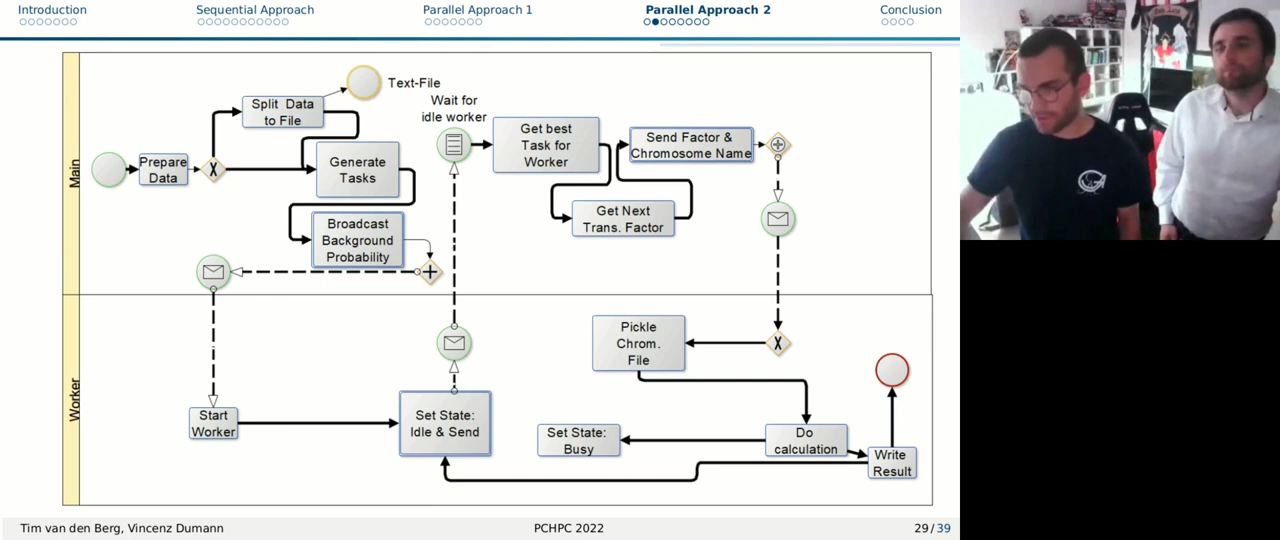 Introduction
Sequential Approach
Parallel Approach 1
Parallel Approach 2
Conclusion
Main
Prepare
Data
X
Split Data
to File
Text-File
Generate
Tasks
Broadcast
Background
Probability
Wait for
idle worker
Get best
Task for
Worker
Get Next
Trans. Factor
Send Factor &
Chromosome Name
Worker
Start
Worker
Set State:
Idle & Send
Pickle
Chrom.
File
X
Set State:
Busy
Do
calculation
Write
Result
Tim van den Berg, Vincenz Dumann
PCHPC 2022
29/39